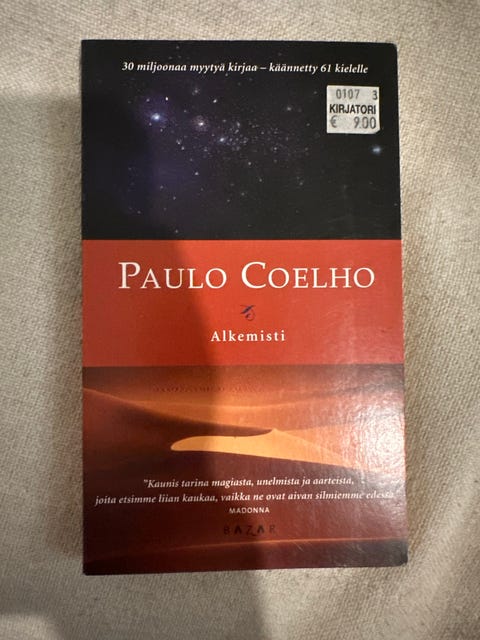 30 miljoonaa myytyä kirjaa – käännetty 61 kielelle
0107 3
KIRJATORI
€ 9.00
PAULO COELHO
Alkemisti
"Kaunis tarina magiasta, unelmista ja aarteista,
joita etsimme liian kaukaa, vaikka ne ovat aivan silmiemme edessä."
MADONNA
BAZAR